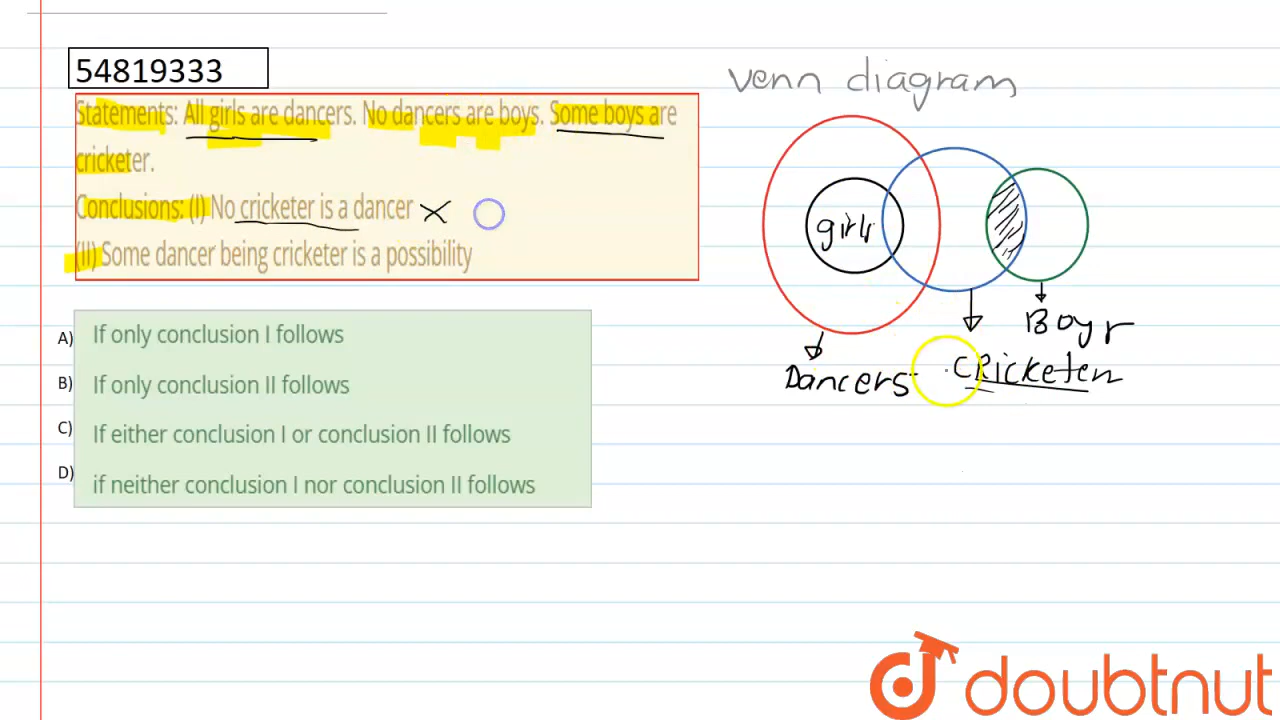 54819333
venn diagram
Statements: All girls are dancers. No dancers are boys. Some boys are
cricketer.
Conclusions: (I) No cricketer is a dancer
(II) Some dancer being cricketer is a possibility
girls
Boys
Dancers
CRicketer
A) If only conclusion I follows
B) If only conclusion II follows
C) If either conclusion I or conclusion II follows
D) if neither conclusion I nor conclusion II follows
doubtnut